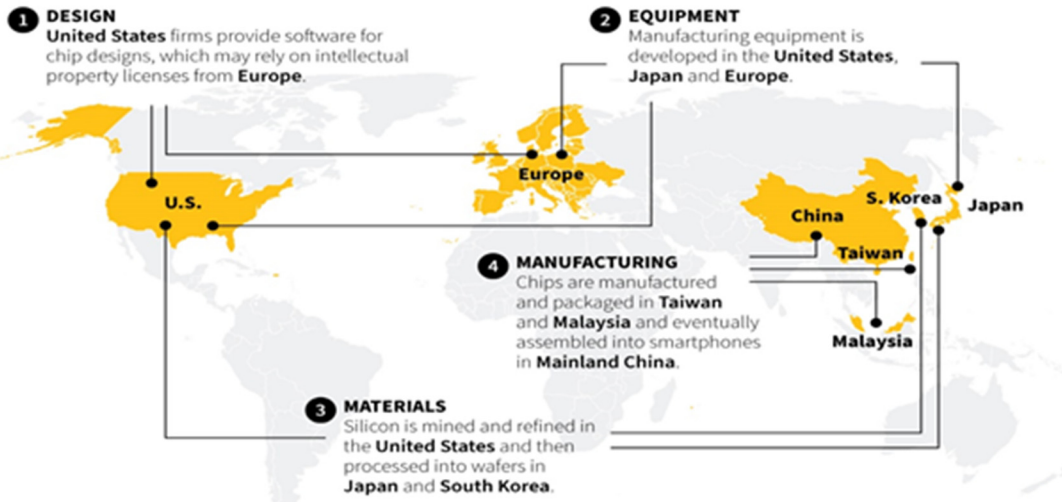 1 DESIGN
United States firms provide software for
chip designs, which may rely on intellectual
property licenses from Europe.
2 EQUIPMENT
Manufacturing equipment is
developed in the United States,
Japan and Europe.
Europe
U.S.
S. Korea
Japan
China
Taiwan
4 MANUFACTURING
Chips are manufactured
and packaged in Taiwan
and Malaysia and eventually
assembled into smartphones
in Mainland China.
Malaysia
3 MATERIALS
Silicon is mined and refined in
the United States and then
processed into wafers in
Japan and South Korea.